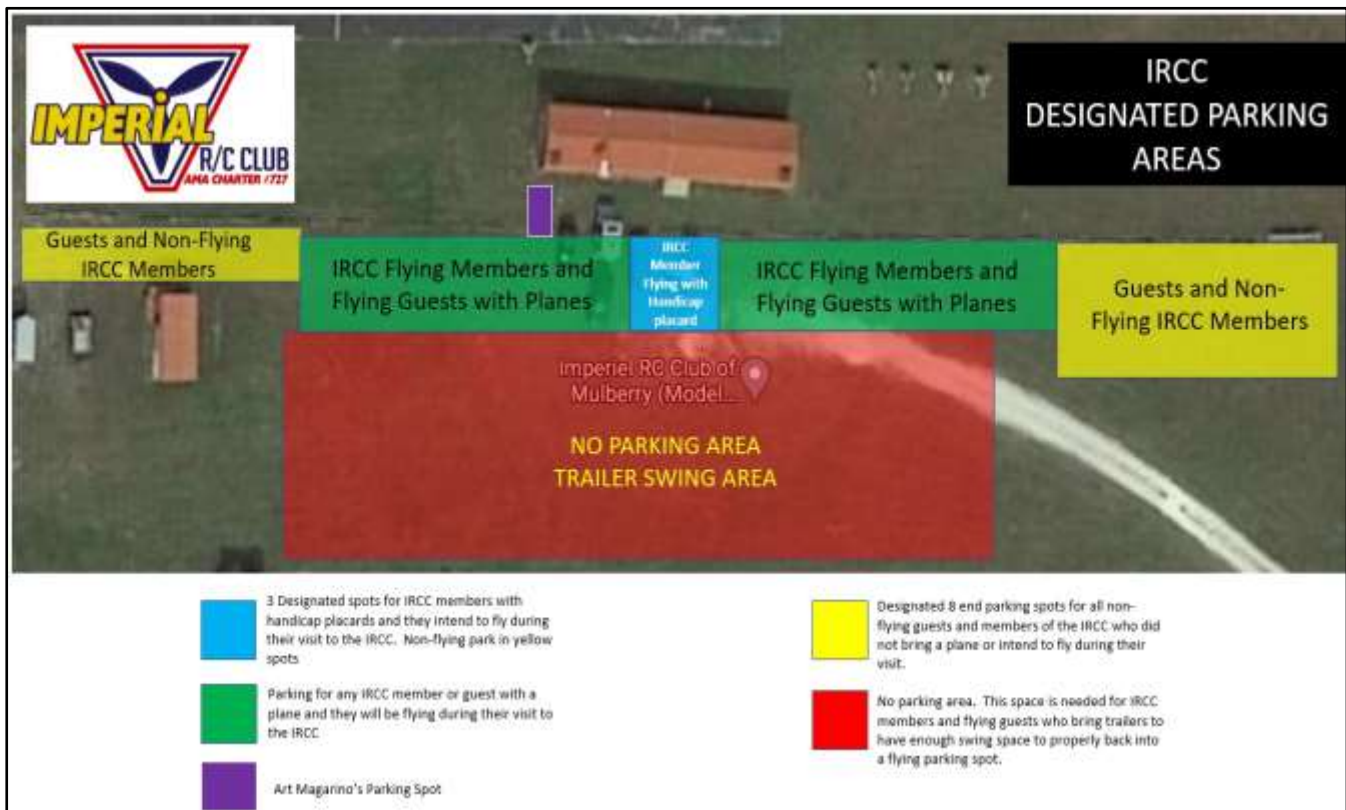 IMPERIAL
R/C CLUB
AMA CHARTER #727
IRCC
DESIGNATED PARKING
AREAS
Guests and Non-Flying
IRCC Members
IRCC Flying Members and
Flying Guests with Planes
IRCC
Member
Flying with
Handicap
placard
IRCC Flying Members and
Flying Guests with Planes
Guests and Non-
Flying IRCC Members
Imperiel RC Club of
Mulberry (Model...
NO PARKING AREA
TRAILER SWING AREA
3 Designated spots for IRCC members with
handicap placards and they intend to fly during
their visit to the IRCC. Non-flying park in yellow
spots
Parking for any IRCC member or guest with a
plane and they will be flying during their visit to
the IRCC
Art Magarino's Parking Spot
Designated 8 end parking spots for all non-
flying guests and members of the IRCC who did
not bring a plane or intend to fly during their
visit.
No parking area. This space is needed for IRCC
members and flying guests who bring trailers to
have enough swing space to properly back into
a flying parking spot.